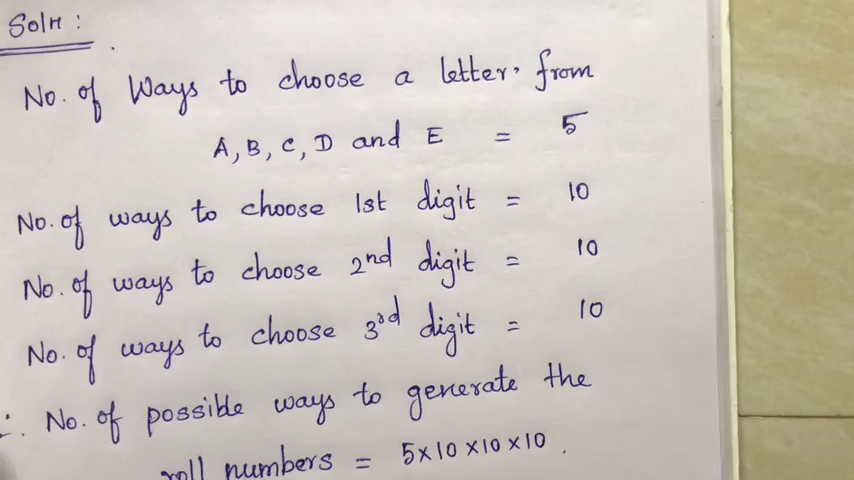 Soln :
No. of Ways to choose a letter from
A, B, C, D and E = 5
No. of ways to choose 1st digit = 10
No. of ways to choose 2nd digit = 10
No. of ways to choose 3rd digit = 10
∴ No. of possible ways to generate the
roll numbers = 5×10×10×10.